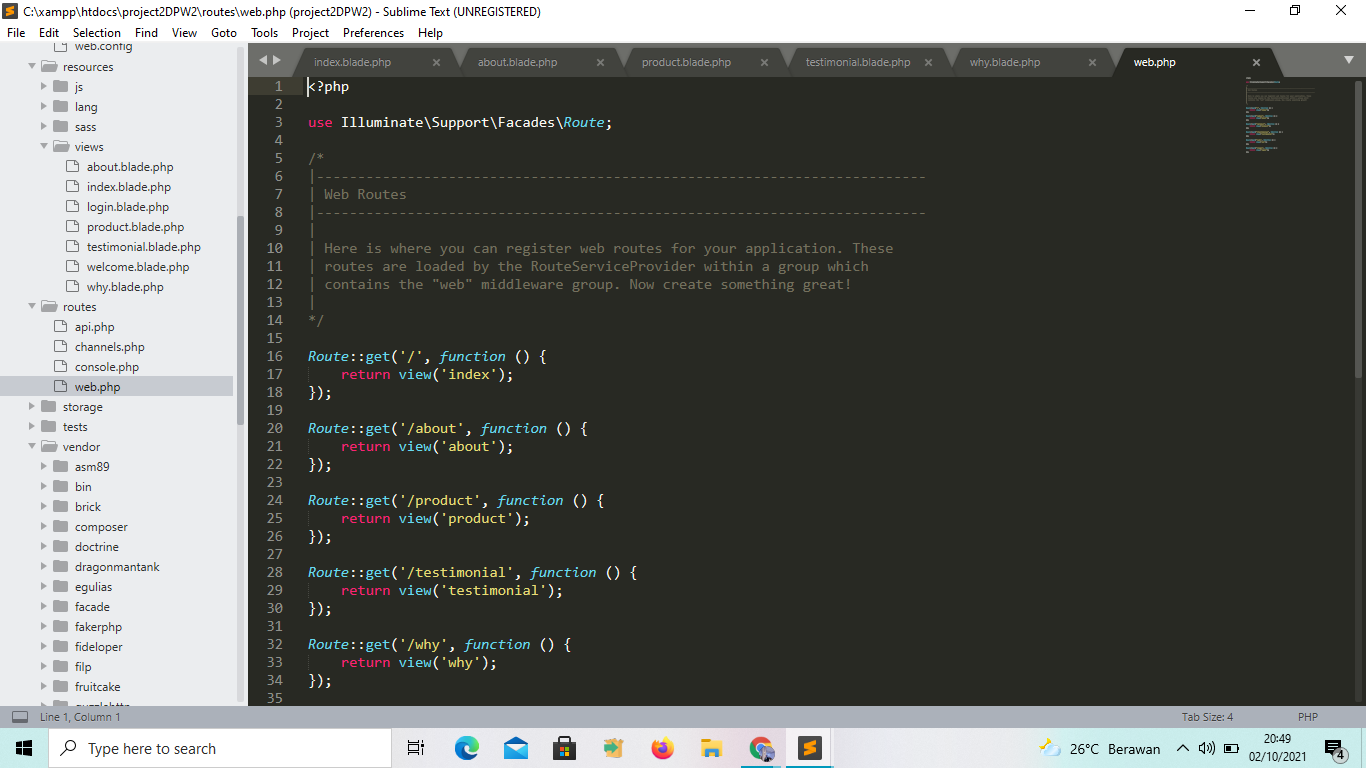 C:\xampp\htdocs\project2DPW2\routes\web.php (project2DPW2) - Sublime Text (UNREGISTERED)
File Edit Selection Find View Goto Tools Project Preferences Help
web.config
resources
js
lang
sass
views
about.blade.php
index.blade.php
login.blade.php
product.blade.php
testimonial.blade.php
welcome.blade.php
why.blade.php
routes
api.php
channels.php
console.php
web.php
storage
tests
vendor
asm89
bin
brick
composer
doctrine
dragonmantank
egulias
facade
fakerphp
fideloper
filp
fruitcake
index.blade.php about.blade.php product.blade.php testimonial.blade.php why.blade.php web.php
1 <?php
2
3 use Illuminate\Support\Facades\Route;
4
5 /*
6 |--------------------------------------------------------------------------
7 | Web Routes
8 |--------------------------------------------------------------------------
9 |
10 | Here is where you can register web routes for your application. These
11 | routes are loaded by the RouteServiceProvider within a group which
12 | contains the "web" middleware group. Now create something great!
13 |
14 */
15
16 Route::get('/', function () {
17     return view('index');
18 });
19
20 Route::get('/about', function () {
21     return view('about');
22 });
23
24 Route::get('/product', function () {
25     return view('product');
26 });
27
28 Route::get('/testimonial', function () {
29     return view('testimonial');
30 });
31
32 Route::get('/why', function () {
33     return view('why');
34 });
35
Line 1, Column 1 Tab Size: 4 PHP
Type here to search
26°C Berawan
20:49
02/10/2021
4